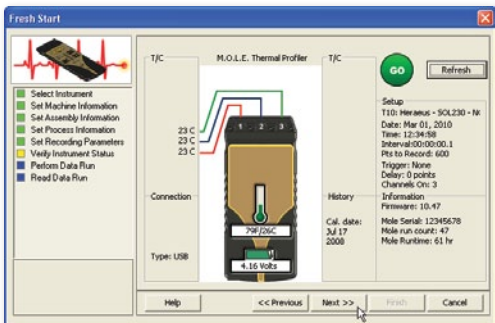 Fresh Start
Select Instrument
Set Machine Information
Set Assembly Information
Set Process Information
Set Recording Parameters
Verify Instrument Status
Perform Data Run
Read Data Run
T/C
M.O.L.E. Thermal Profiler
T/C
1 2 3
23 C
23 C
23 C
Connection
Type: USB
79F/26C
4.16 Volts
History
Cal. date:
Jul 17
2008
GO
Refresh
Setup
T10: Heraeus - SOL230 -
Date: Mar 01, 2010
Time: 12:34:58
Interval:00:00:00.1
Pts to Record: 600
Trigger: None
Delay: 0 points
Channels On: 3
Information
Firmware: 10.47
Mole Serial: 12345678
Mole run count: 47
Mole Runtime: 61 hr
Help
<< Previous
Next >>
Finish
Cancel